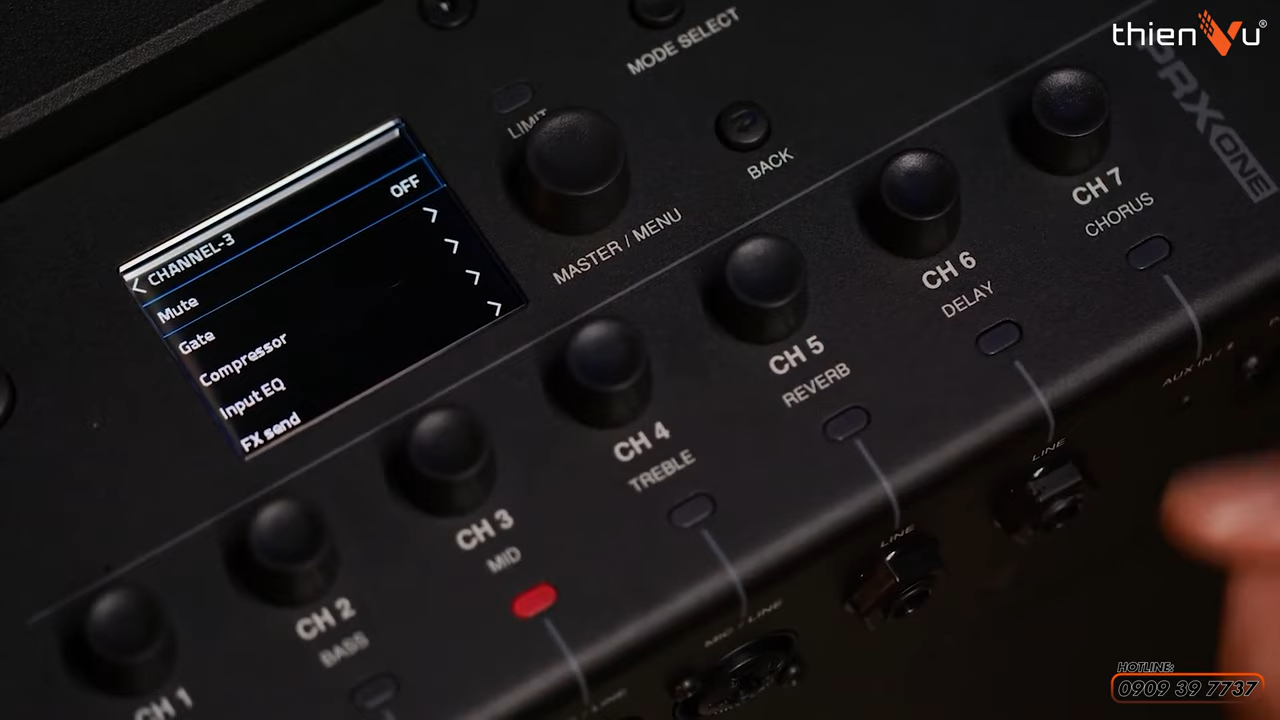 thienVu®
MODE SELECT
LIMIT
BACK
MASTER / MENU
PRX ONE
CHANNEL-3
Mute OFF
Gate
Compressor
Input EQ
FX send
CH 7
CHORUS
CH 6
DELAY
CH 5
REVERB
CH 4
TREBLE
CH 3
MID
CH 2
BASS
CH 1
LINE
LINE
MIC / LINE
HOTLINE:
0909 39 7737